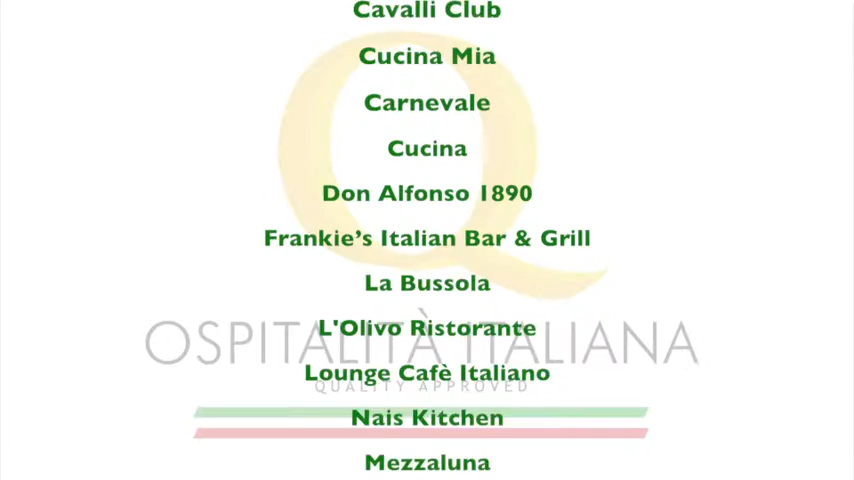 Cavalli Club
Cucina Mia
Carnevale
Cucina
Don Alfonso 1890
Frankie’s Italian Bar & Grill
La Bussola
L'Olivo Ristorante
OSPITALITÀ ITALIANA
Lounge Cafè Italiano
QUALITY APPROVED
Nais Kitchen
Mezzaluna